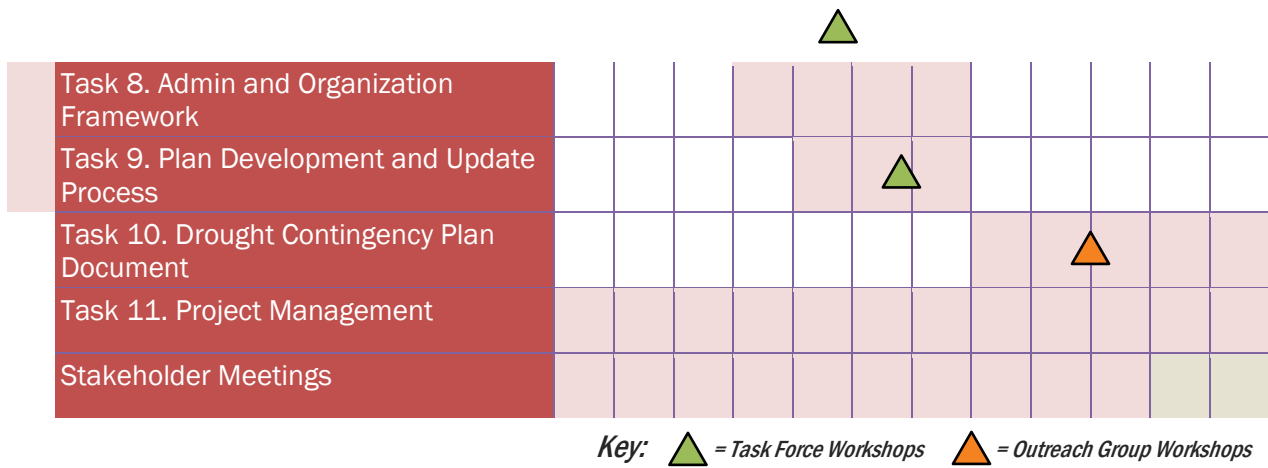 Task 8. Admin and Organization
Framework
Task 9. Plan Development and Update
Process
Task 10. Drought Contingency Plan
Document
Task 11. Project Management
Stakeholder Meetings
Key: = Task Force Workshops = Outreach Group Workshops